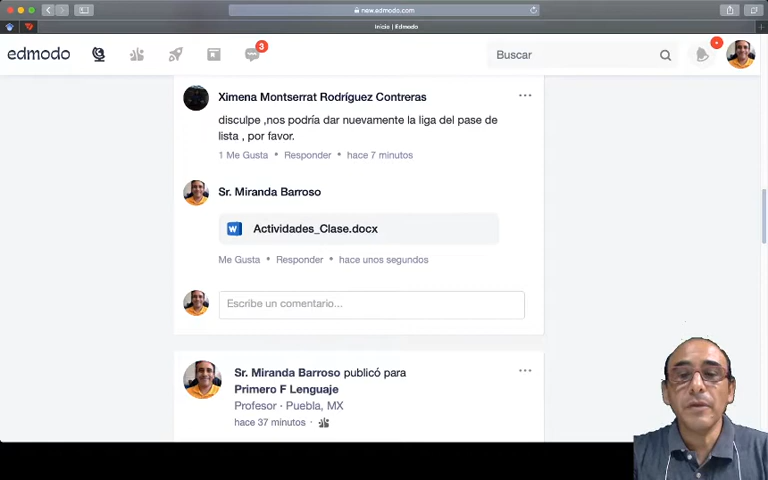 new.edmodo.com
Inicio | Edmodo
edmodo
3
Buscar
Ximena Montserrat Rodríguez Contreras
disculpe ,nos podría dar nuevamente la liga del pase de
lista , por favor.
1 Me Gusta • Responder • hace 7 minutos
Sr. Miranda Barroso
W Actividades_Clase.docx
Me Gusta • Responder • hace unos segundos
Escribe un comentario...
Sr. Miranda Barroso publicó para
Primero F Lenguaje
Profesor · Puebla, MX
hace 37 minutos ·